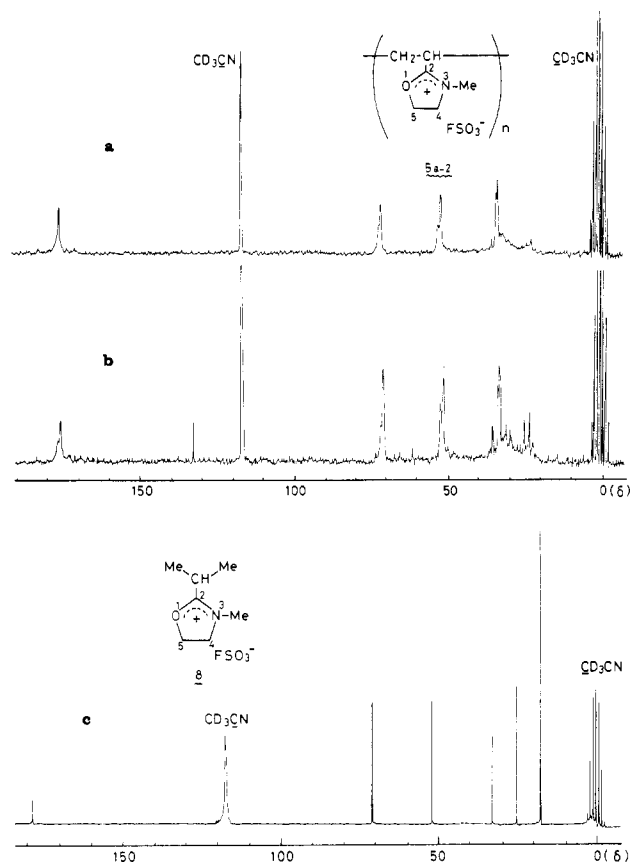 CD₃CN
CH₂-CH
2
O 1 3 N-Me
+
5 4
FSO₃⁻ n
5a-2
CD₃CN
a
b
150 100 50 0(δ)
Me Me
CH
2
O 1 3 N-Me
+
5 4
FSO₃⁻
8
CD₃CN
CD₃CN
c
150 100 50 0(δ)